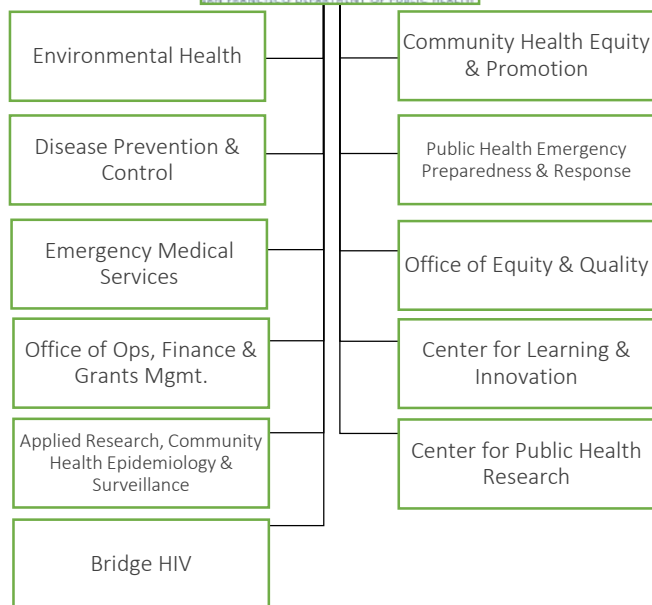 Environmental Health
Disease Prevention &
Control
Emergency Medical
Services
Office of Ops, Finance &
Grants Mgmt.
Applied Research, Community
Health Epidemiology &
Surveillance
Bridge HIV
Community Health Equity
& Promotion
Public Health Emergency
Preparedness & Response
Office of Equity & Quality
Center for Learning &
Innovation
Center for Public Health
Research